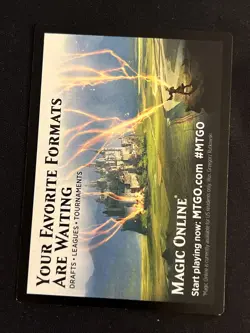 YOUR FAVORITE FORMATS
ARE WAITING
DRAFTS • LEAGUES • TOURNAMENTS
MAGIC ONLINE®
Start playing now: MTGO.com #MTGO